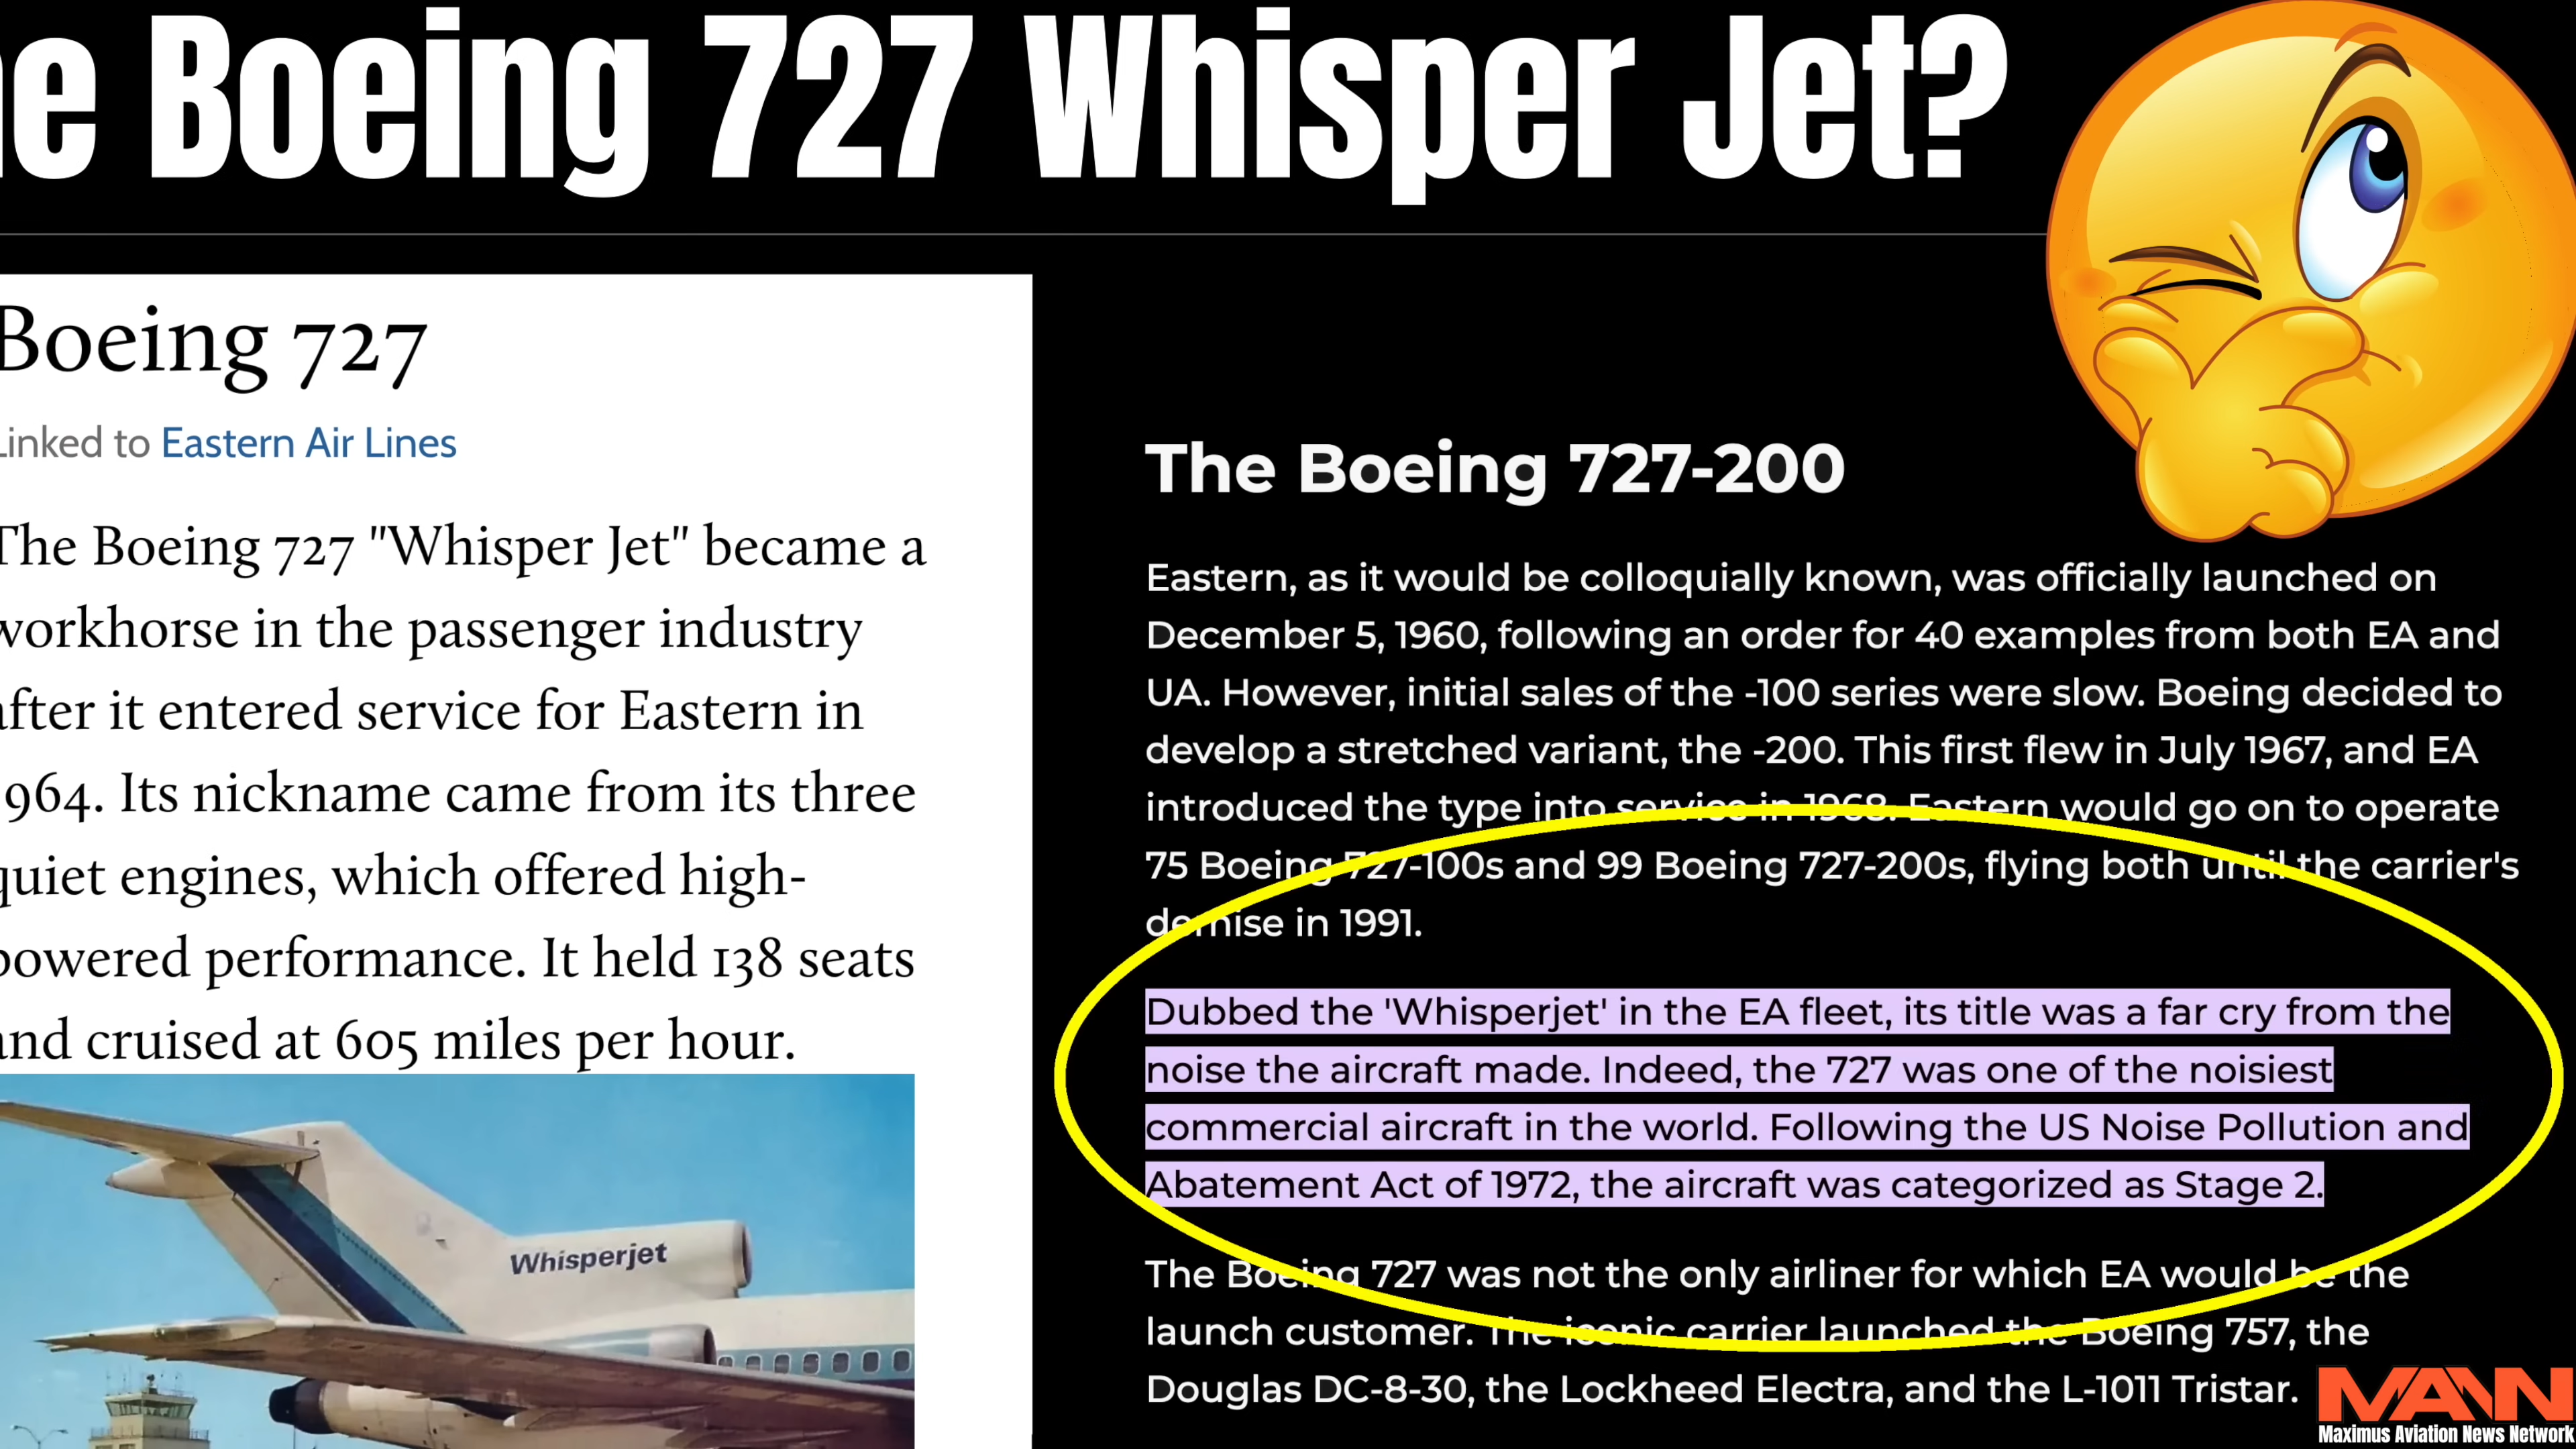 e Boeing 727 Whisper Jet?
Boeing 727
Linked to Eastern Air Lines
The Boeing 727 "Whisper Jet" became a
workhorse in the passenger industry
after it entered service for Eastern in
1964. Its nickname came from its three
quiet engines, which offered high-
powered performance. It held 138 seats
and cruised at 605 miles per hour.
Whisperjet
The Boeing 727-200
Eastern, as it would be colloquially known, was officially launched on
December 5, 1960, following an order for 40 examples from both EA and
UA. However, initial sales of the -100 series were slow. Boeing decided to
develop a stretched variant, the -200. This first flew in July 1967, and EA
introduced the type into service in 1968. Eastern would go on to operate
75 Boeing 727-100s and 99 Boeing 727-200s, flying both until the carrier's
demise in 1991.
Dubbed the 'Whisperjet' in the EA fleet, its title was a far cry from the
noise the aircraft made. Indeed, the 727 was one of the noisiest
commercial aircraft in the world. Following the US Noise Pollution and
Abatement Act of 1972, the aircraft was categorized as Stage 2.
The Boeing 727 was not the only airliner for which EA would be the
launch customer. The iconic carrier launched the Boeing 757, the
Douglas DC-8-30, the Lockheed Electra, and the L-1011 Tristar.
MAN
Maximus Aviation News Network